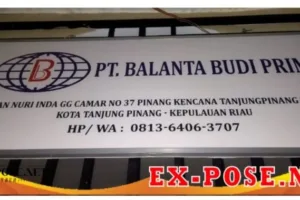 B PT. BALANTA BUDI PRIN
AN NURI INDA GG CAMAR NO 37 PINANG KENCANA TANJUNGPINANG
KOTA TANJUNG PINANG - KEPULAUAN RIAU
HP/ WA : 0813-6406-3707
EX-POSE.N